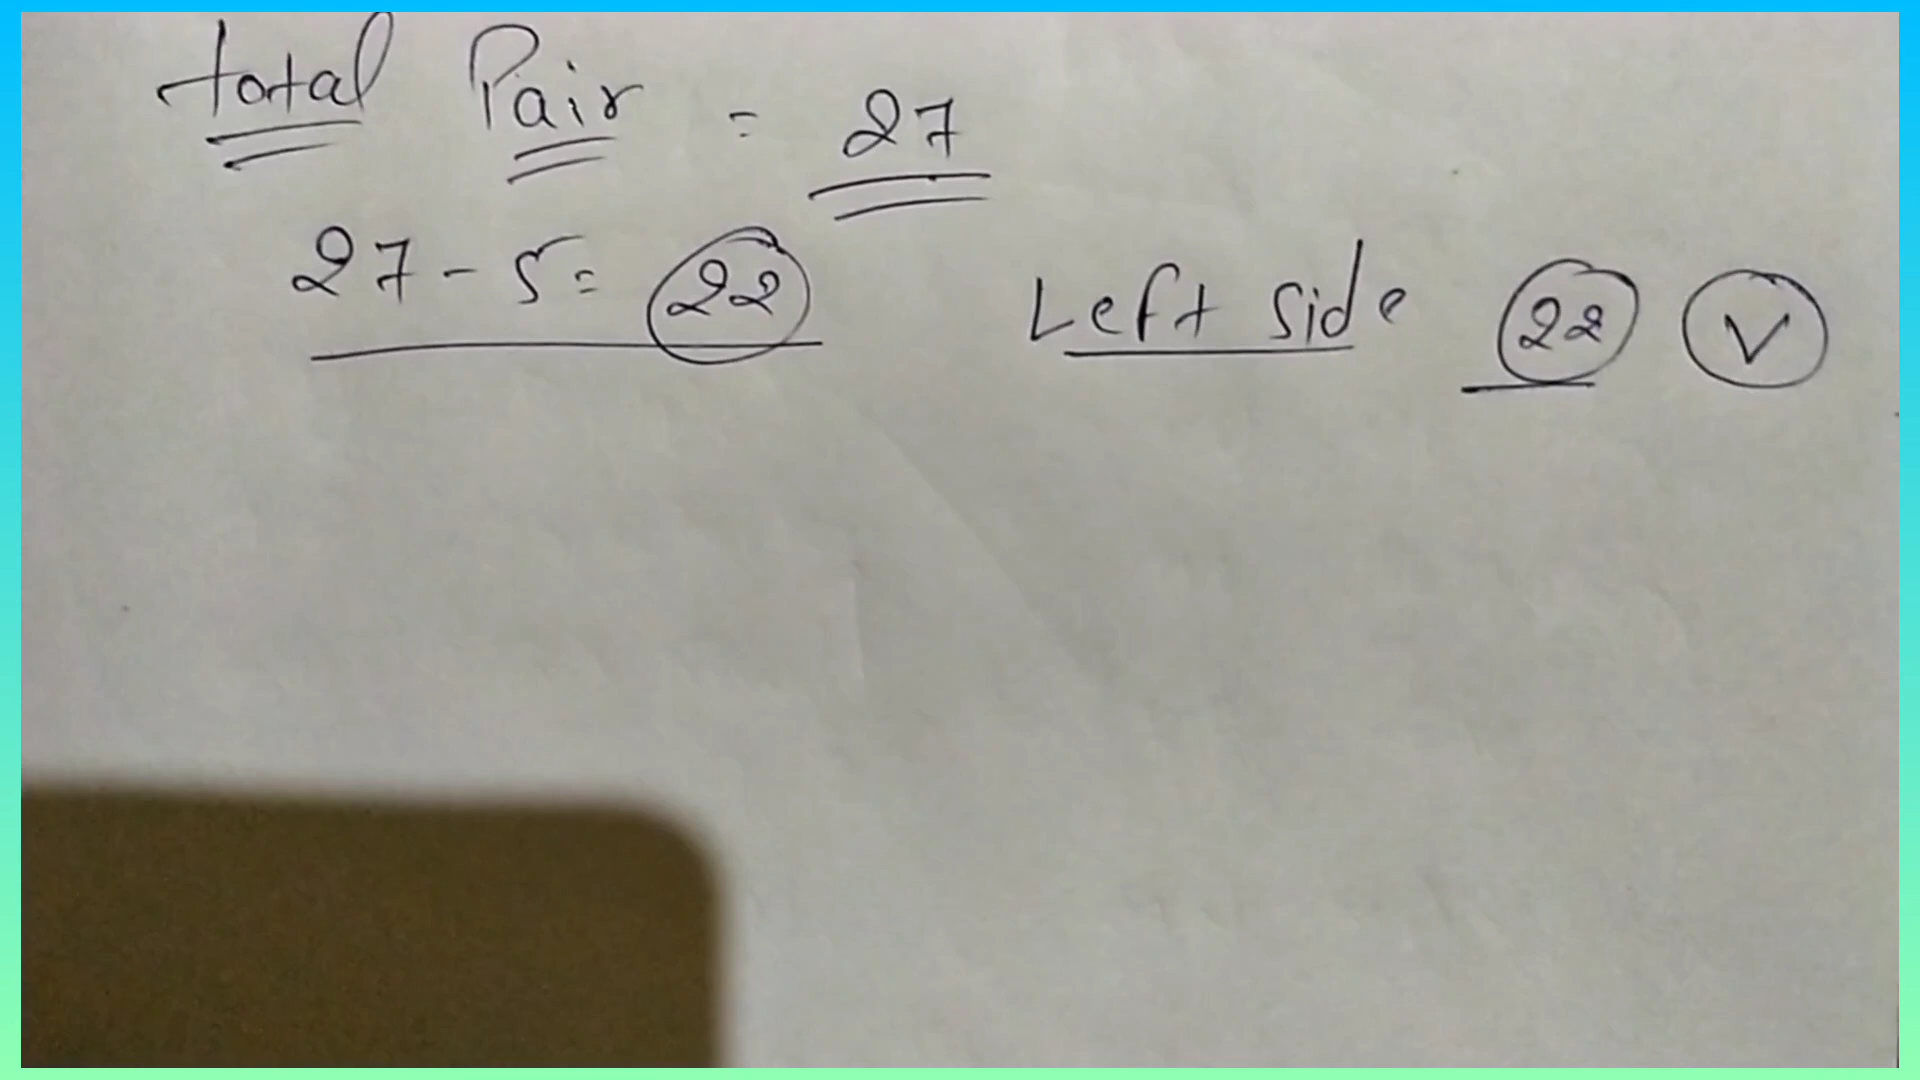 total Pair = 27
27 - 5 = 22
Left side 22 V